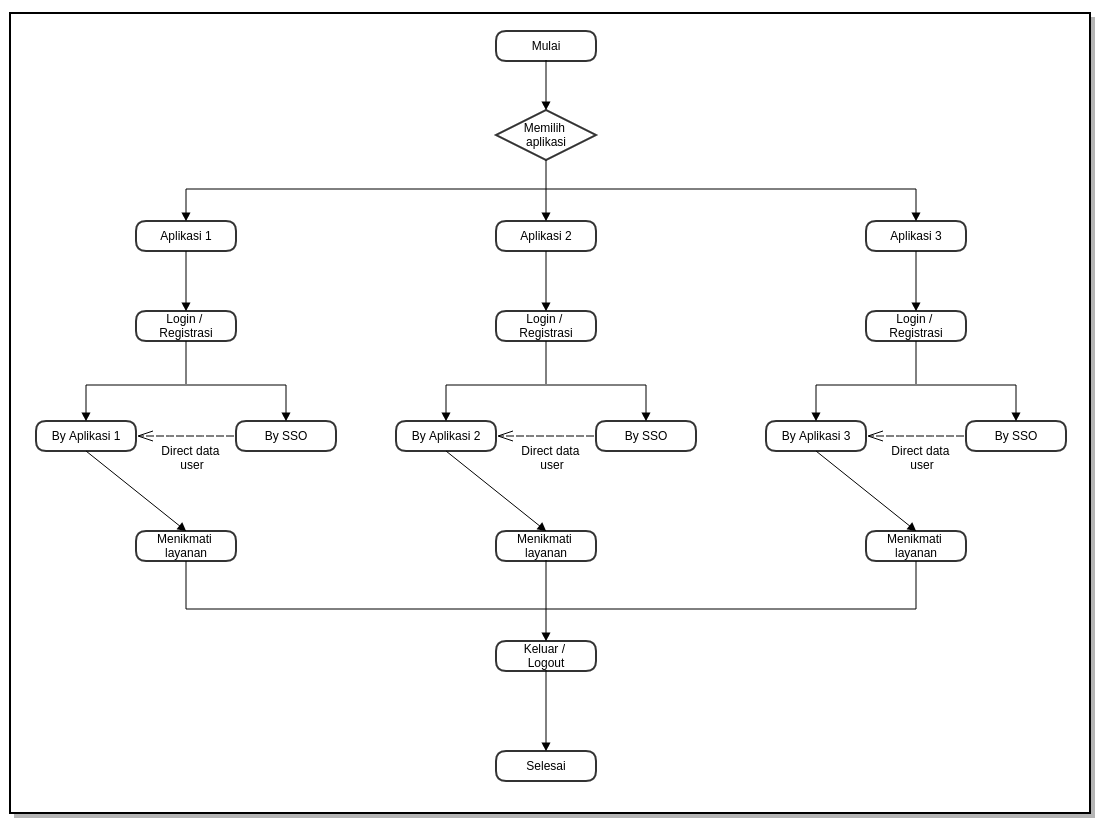 Mulai
Memilih
aplikasi
Aplikasi 1
Aplikasi 2
Aplikasi 3
Login /
Registrasi
Login /
Registrasi
Login /
Registrasi
By Aplikasi 1
By SSO
By Aplikasi 2
By SSO
By Aplikasi 3
By SSO
Direct data
user
Direct data
user
Direct data
user
Menikmati
layanan
Menikmati
layanan
Menikmati
layanan
Keluar /
Logout
Selesai